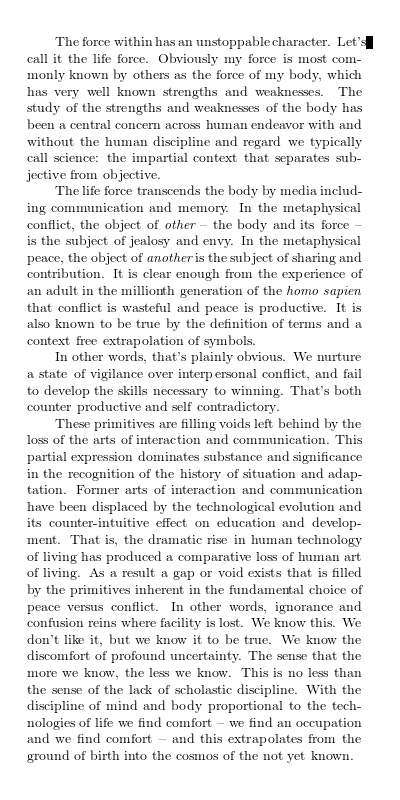 The force within has an unstoppable character. Let's
call it the life force. Obviously my force is most com-
monly known by others as the force of my body, which
has very well known strengths and weaknesses. The
study of the strengths and weaknesses of the body has
been a central concern across human endeavor with and
without the human discipline and regard we typically
call science: the impartial context that separates sub-
jective from objective.
The life force transcends the body by media includ-
ing communication and memory. In the metaphysical
conflict, the object of other – the body and its force –
is the subject of jealousy and envy. In the metaphysical
peace, the object of another is the subject of sharing and
contribution. It is clear enough from the experience of
an adult in the millionth generation of the homo sapien
that conflict is wasteful and peace is productive. It is
also known to be true by the definition of terms and a
context free extrapolation of symbols.
In other words, that's plainly obvious. We nurture
a state of vigilance over interpersonal conflict, and fail
to develop the skills necessary to winning. That's both
counter productive and self contradictory.
These primitives are filling voids left behind by the
loss of the arts of interaction and communication. This
partial expression dominates substance and significance
in the recognition of the history of situation and adap-
tation. Former arts of interaction and communication
have been displaced by the technological evolution and
its counter-intuitive effect on education and develop-
ment. That is, the dramatic rise in human technology
of living has produced a comparative loss of human art
of living. As a result a gap or void exists that is filled
by the primitives inherent in the fundamental choice of
peace versus conflict. In other words, ignorance and
confusion reins where facility is lost. We know this. We
don't like it, but we know it to be true. We know the
discomfort of profound uncertainty. The sense that the
more we know, the less we know. This is no less than
the sense of the lack of scholastic discipline. With the
discipline of mind and body proportional to the tech-
nologies of life we find comfort – we find an occupation
and we find comfort – and this extrapolates from the
ground of birth into the cosmos of the not yet known.